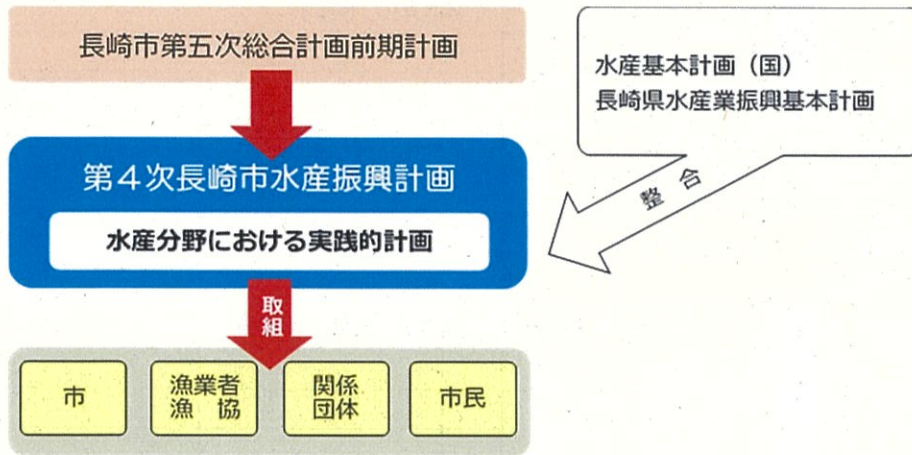 長崎市第五次総合計画前期計画
水産基本計画（国）
長崎県水産業振興基本計画
第４次長崎市水産振興計画
整合
水産分野における実践的計画
取組
市
漁業者
漁協
関係
団体
市民